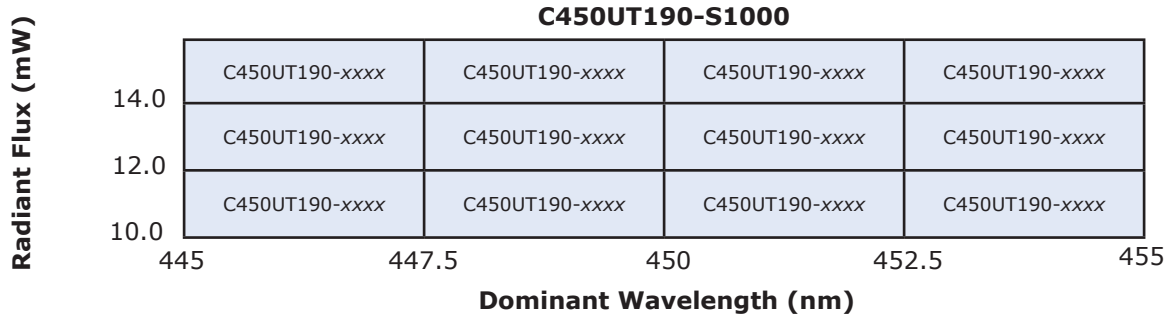 C450UT190-S1000
Radiant Flux (mW)
C450UT190-xxxx C450UT190-xxxx C450UT190-xxxx C450UT190-xxxx
14.0
C450UT190-xxxx C450UT190-xxxx C450UT190-xxxx C450UT190-xxxx
12.0
C450UT190-xxxx C450UT190-xxxx C450UT190-xxxx C450UT190-xxxx
10.0
445 447.5 450 452.5 455
Dominant Wavelength (nm)